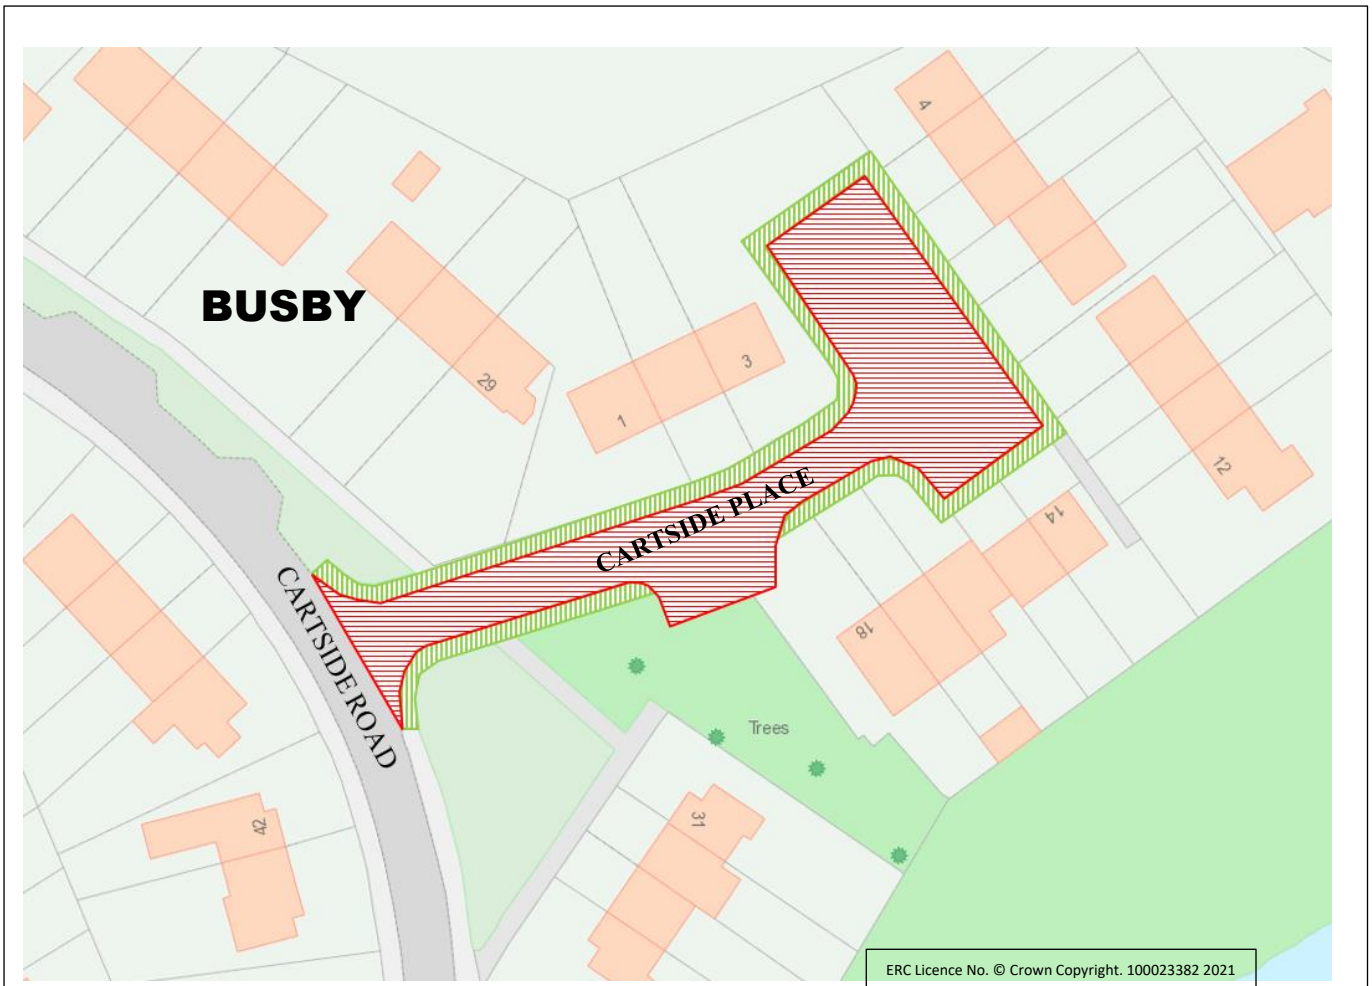 4
BUSBY
29
3
1
12
CARTSIDE PLACE
14
CARTSIDE ROAD
18
Trees
31
42
ERC Licence No. © Crown Copyright. 100023382 2021